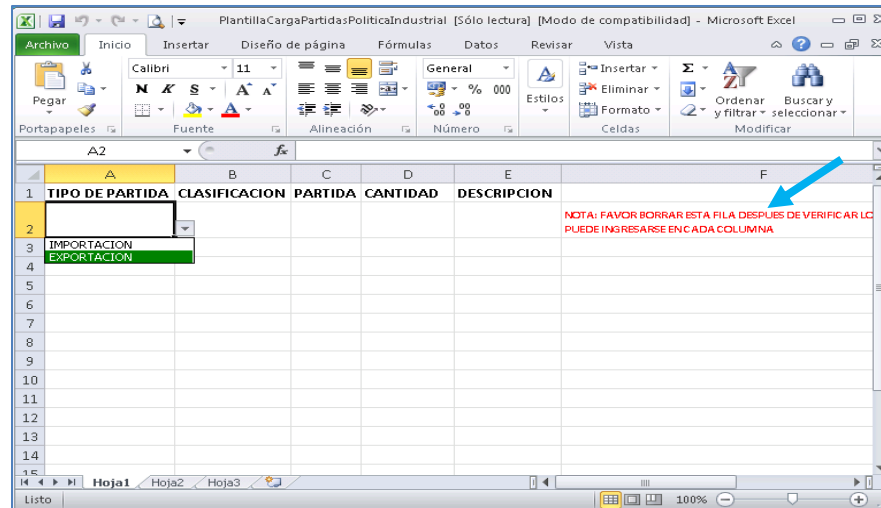 PlantillaCargaPartidasPoliticaIndustrial [Sólo lectura] [Modo de compatibilidad] - Microsoft Excel
Archivo Inicio Insertar Diseño de página Fórmulas Datos Revisar Vista
Calibri 11 General Insertar Σ
Pegar N K S A A % 000 Estilos Eliminar Ordenar y filtrar Buscar y seleccionar
A Formato
Portapapeles Fuente Alineación Número Celdas Modificar
A2 fx
A B C D E F
1 TIPO DE PARTIDA CLASIFICACION PARTIDA CANTIDAD DESCRIPCION
NOTA: FAVOR BORRAR ESTA FILA DESPUES DE VERIFICAR LO
2 PUEDE INGRESARSE EN CADA COLUMNA
3 IMPORTACION
4 EXPORTACION
5
6
7
8
9
10
11
12
13
14
15
Hoja1 Hoja2 Hoja3
Listo 100%